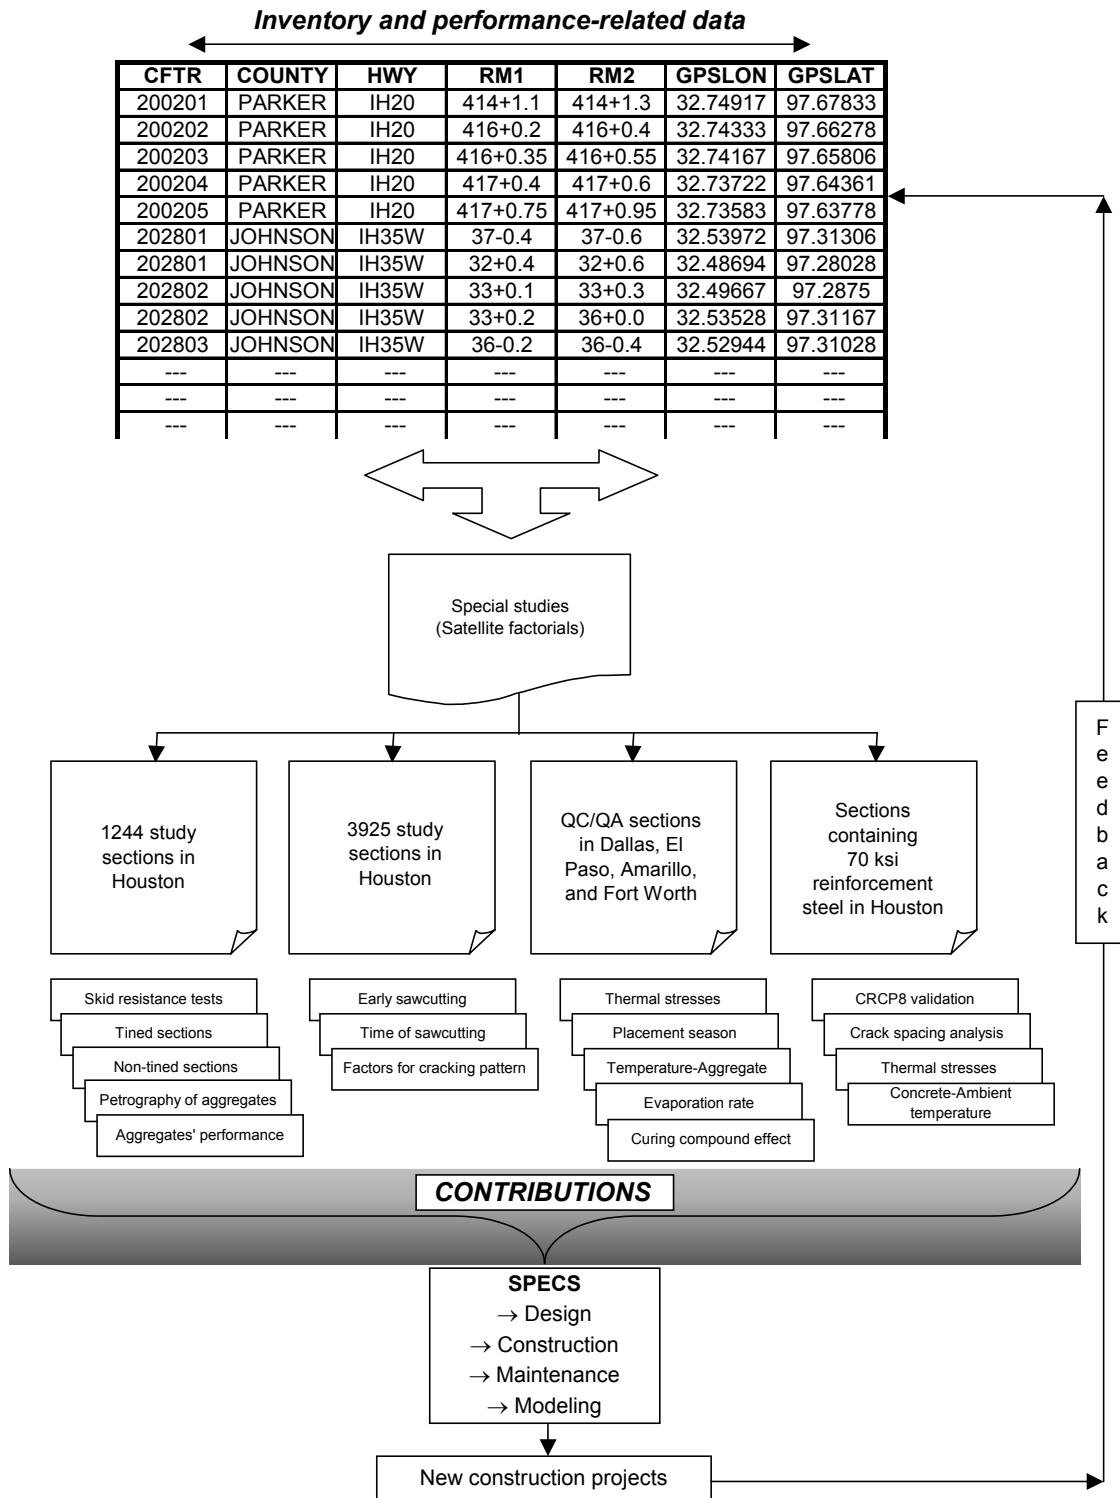 Inventory and performance-related data
CFTR COUNTY HWY RM1 RM2 GPSLON GPSLAT
200201 PARKER IH20 414+1.1 414+1.3 32.74917 97.67833
200202 PARKER IH20 416+0.2 416+0.4 32.74333 97.66278
200203 PARKER IH20 416+0.35 416+0.55 32.74167 97.65806
200204 PARKER IH20 417+0.4 417+0.6 32.73722 97.64361
200205 PARKER IH20 417+0.75 417+0.95 32.73583 97.63778
202801 JOHNSON IH35W 37-0.4 37-0.6 32.53972 97.31306
202801 JOHNSON IH35W 32+0.4 32+0.6 32.48694 97.28028
202802 JOHNSON IH35W 33+0.1 33+0.3 32.49667 97.2875
202802 JOHNSON IH35W 33+0.2 36+0.0 32.53528 97.31167
202803 JOHNSON IH35W 36-0.2 36-0.4 32.52944 97.31028
--- --- --- --- --- --- ---
--- --- --- --- --- --- ---
--- --- --- --- --- --- ---
Special studies
(Satellite factorials)
1244 study
sections in
Houston
3925 study
sections in
Houston
QC/QA sections
in Dallas, El
Paso, Amarillo,
and Fort Worth
Sections
containing
70 ksi
reinforcement
steel in Houston
Skid resistance tests
Tined sections
Non-tined sections
Petrography of aggregates
Aggregates' performance
Early sawcutting
Time of sawcutting
Factors for cracking pattern
Thermal stresses
Placement season
Temperature-Aggregate
Evaporation rate
Curing compound effect
CRCP8 validation
Crack spacing analysis
Thermal stresses
Concrete-Ambient
temperature
CONTRIBUTIONS
SPECS
→ Design
→ Construction
→ Maintenance
→ Modeling
New construction projects
Feedback